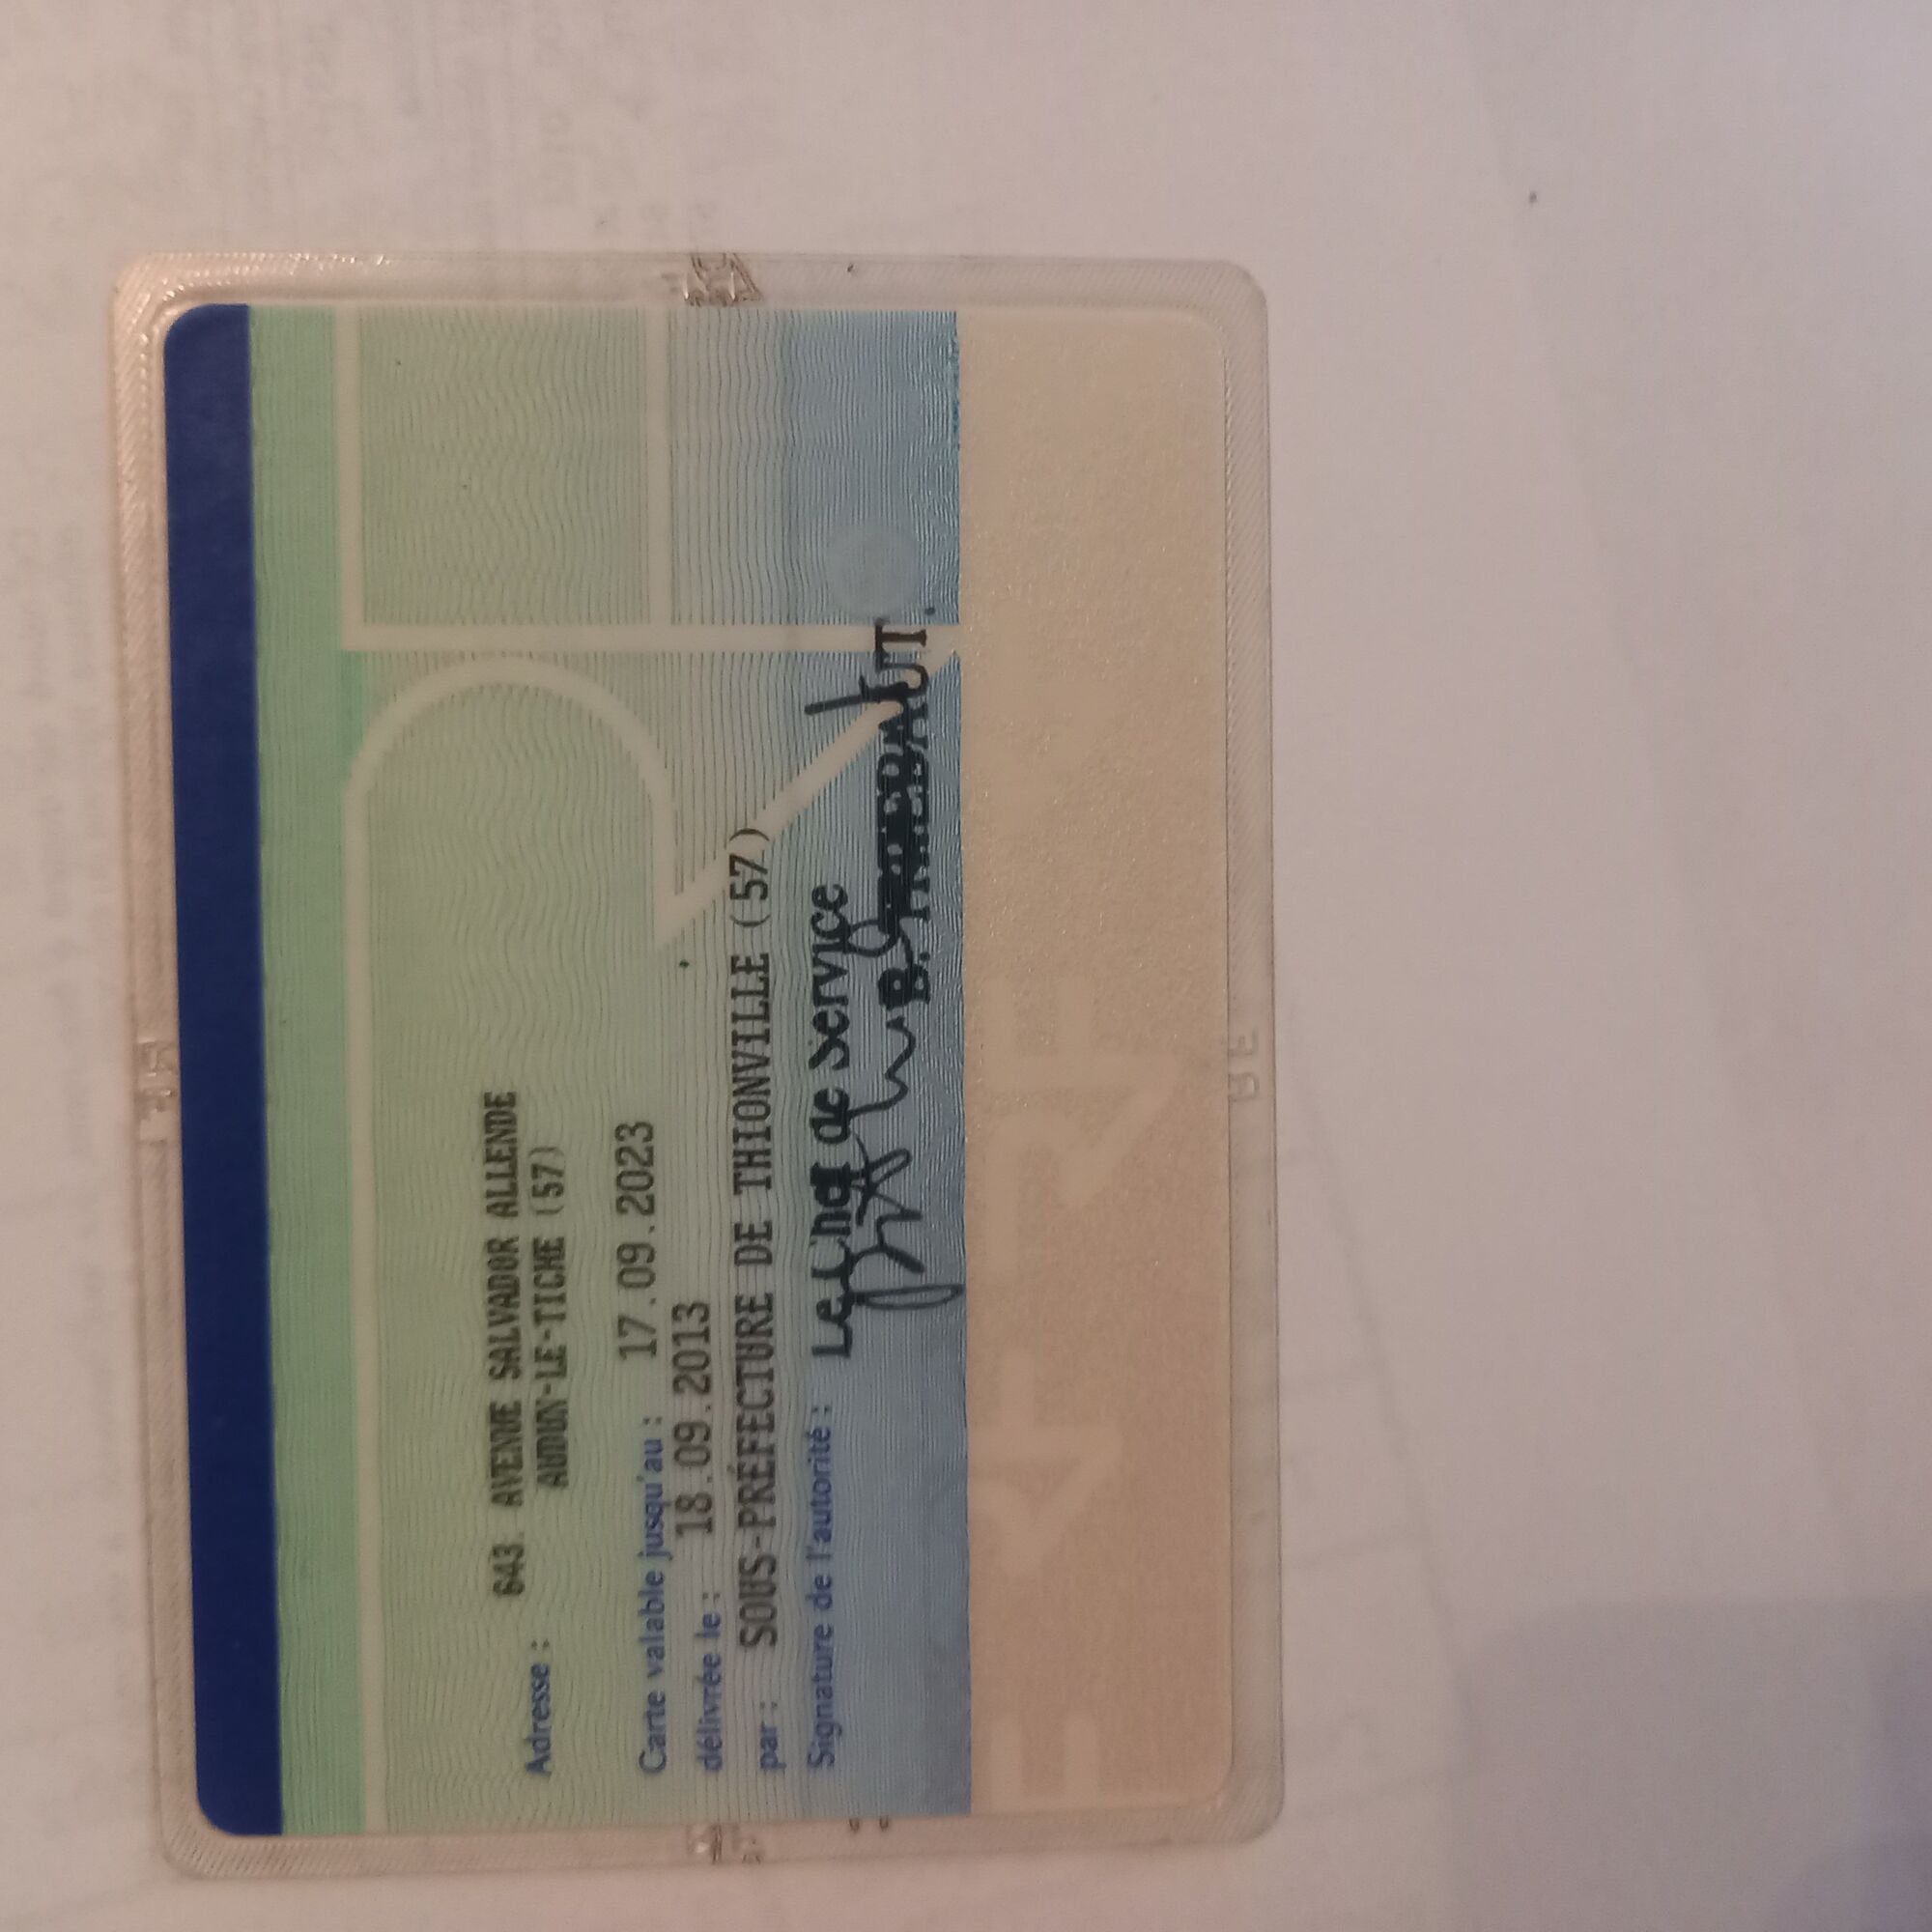 Adresse : 643. AVENUE SALVADOR ALLENDE
AUDUN-LE-TICHE (57)
Carte valable jusqu'au : 17.09.2023
délivrée le : 18.09.2013
par : SOUS-PRÉFECTURE DE THIONVILLE (57)
Signature de l'autorité : Le de Service
B.